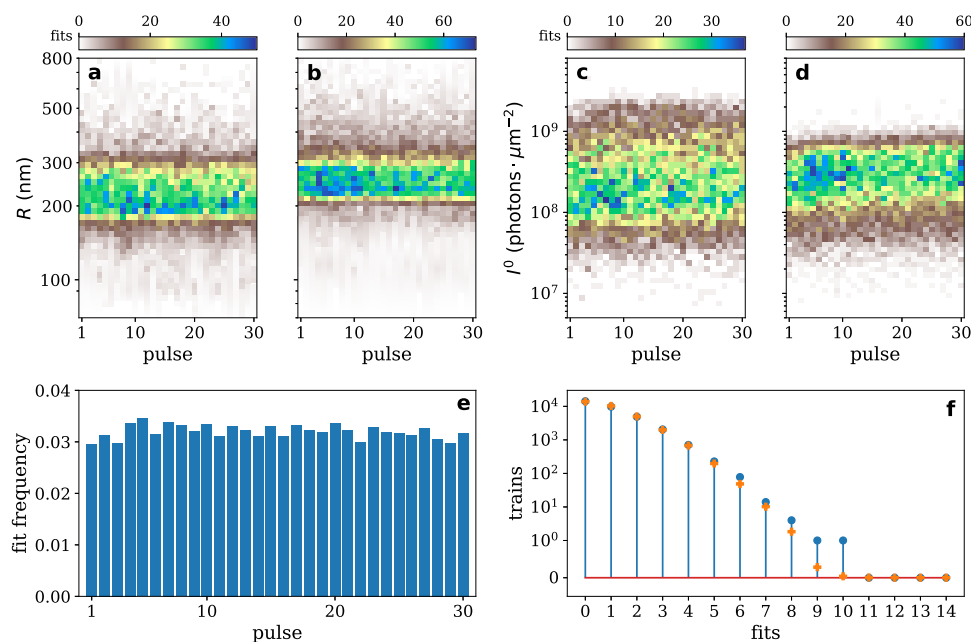 0 20 40
fits
0 20 40
0 10 20 30
fits
0 20 40 60
a
b
c
d
800
500
300
200
100
R (nm)
1 10 20 30
pulse
1 10 20 30
pulse
10⁹
10⁸
10⁷
I⁰ (photons · μm⁻²)
1 10 20 30
pulse
1 10 20 30
pulse
e
0.04
0.03
0.02
0.01
0.00
fit frequency
1 10 20 30
pulse
f
10⁴
10³
10²
10¹
10⁰
0
trains
0 1 2 3 4 5 6 7 8 9 10 11 12 13 14
fits